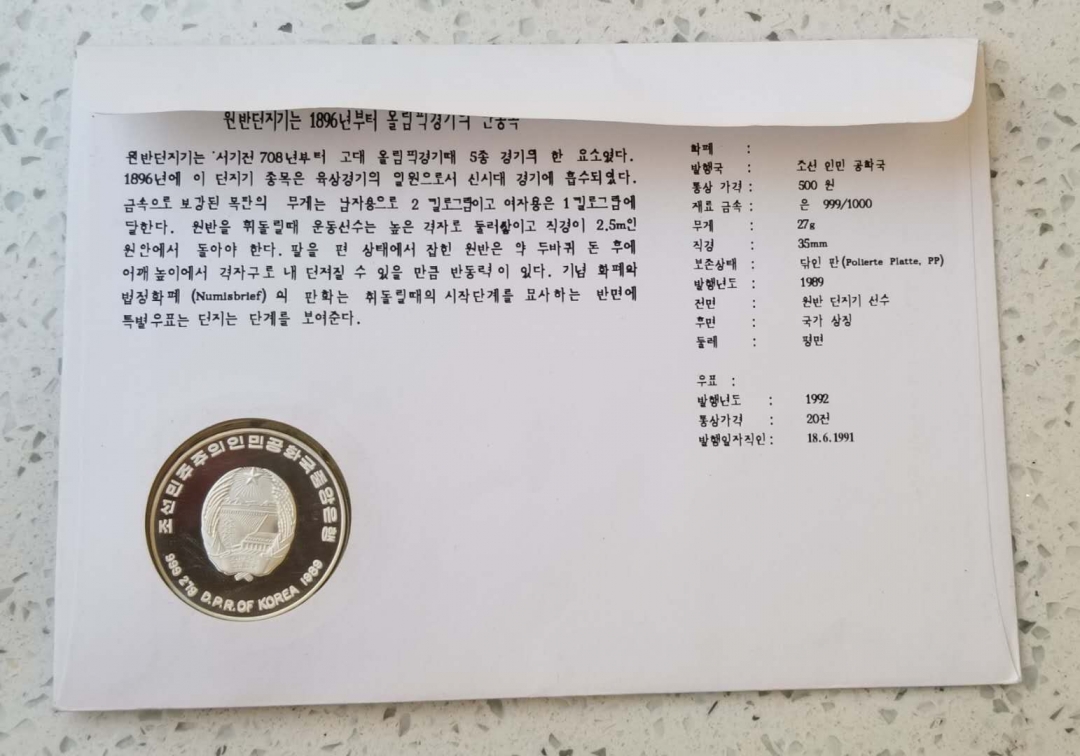 원반던지기는 1896년부터 올림픽경기의
원반던지기는 서기전 708년부터 고대 올림픽경기때 5종 경기의 한 요소였다.
1896년에 이 던지기 종목은 육상경기의 일원으로서 신시대 경기에 흡수되였다.
금속으로 보강된 목판의 무게는 남자용으로 2 킬로그람이고 여자용은 1킬로그람에
달한다. 원반을 휘돌릴때 운동선수는 높은 격자로 둘러쌓이고 직경이 2.5m인
원안에서 돌아야 한다. 팔을 편 상태에서 잡힌 원반은 약 두바퀴 돈 후에
어깨높이에서 격자구로 내 던져질 수 있을 만큼 반동력이 있다. 기념 화폐와
법정화폐 (Numisbrief) 의 판화는 휘돌릴때의 시작단계를 묘사하는 반면에
특별우표는 던지는 단계를 보여준다.
화폐 :
발행국 : 조선 인민 공화국
통상 가격 : 500 원
재료 금속 : 은 999/1000
무게 : 27g
직경 : 35mm
보존상태 : 닦인 판(Polierte Platte, PP)
발행년도 : 1989
전면 : 원반 던지기 선수
후면 : 국가 상징
둘레 : 평면
우표 :
발행년도 : 1992
통상가격 : 20전
발행일자직인 : 18.6.1991
조선민주주의인민공화국중앙은행
999 27g D.P.R.OF KOREA 1989